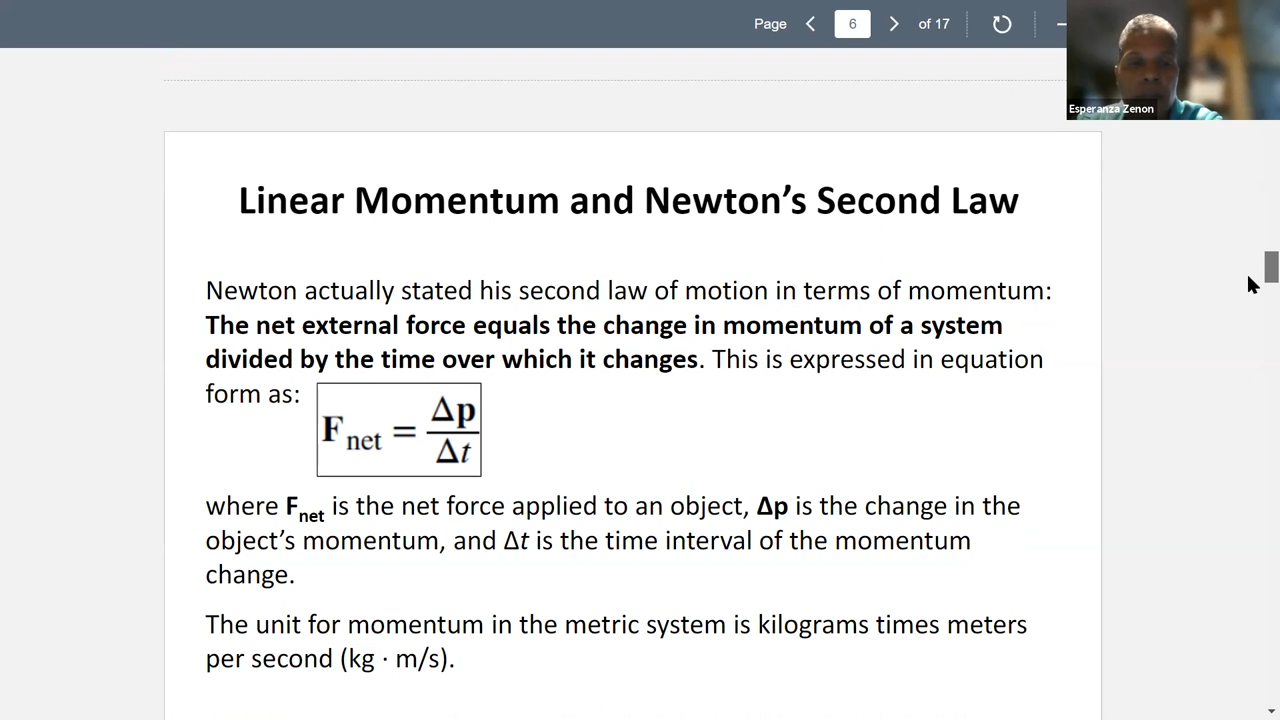 Page 6 of 17
Esperanza Zenon
Linear Momentum and Newton’s Second Law
Newton actually stated his second law of motion in terms of momentum:
The net external force equals the change in momentum of a system
divided by the time over which it changes. This is expressed in equation
form as:
F net = Δp / Δt
where Fnet is the net force applied to an object, Δp is the change in the
object’s momentum, and Δt is the time interval of the momentum
change.
The unit for momentum in the metric system is kilograms times meters
per second (kg · m/s).